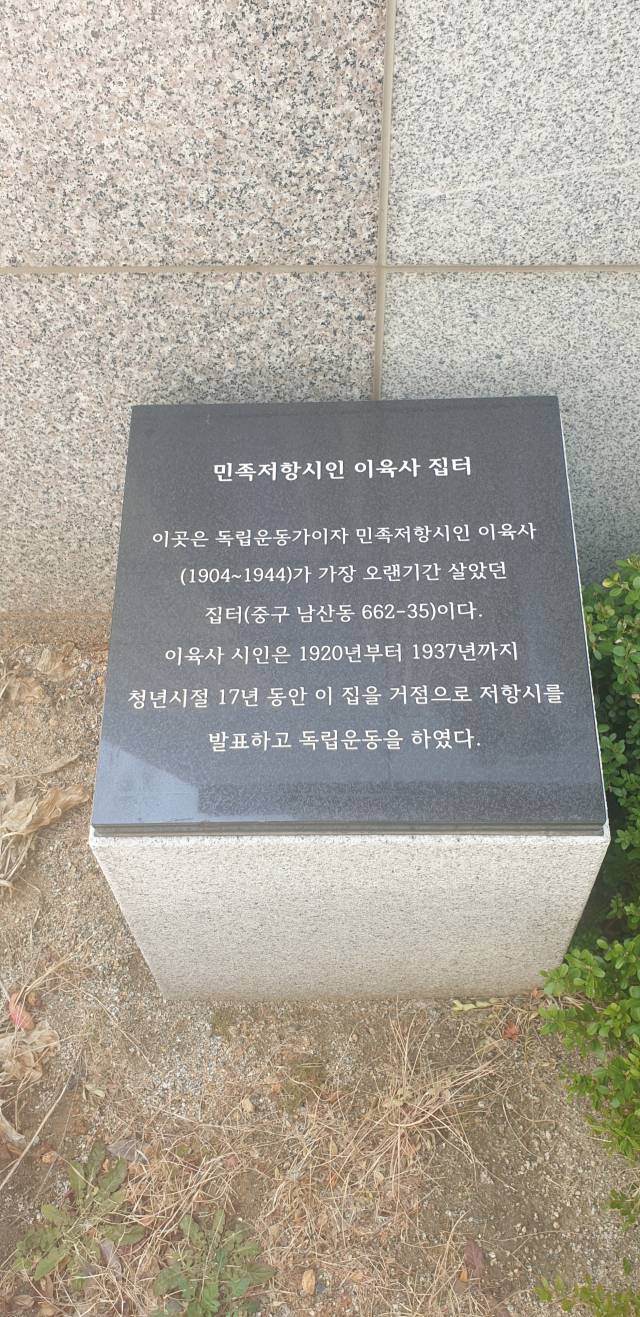 민족저항시인 이육사 집터
이곳은 독립운동가이자 민족저항시인 이육사
(1904~1944)가 가장 오랜기간 살았던
집터(중구 남산동 662-35)이다.
이육사 시인은 1920년부터 1937년까지
청년시절 17년 동안 이 집을 거점으로 저항시를
발표하고 독립운동을 하였다.